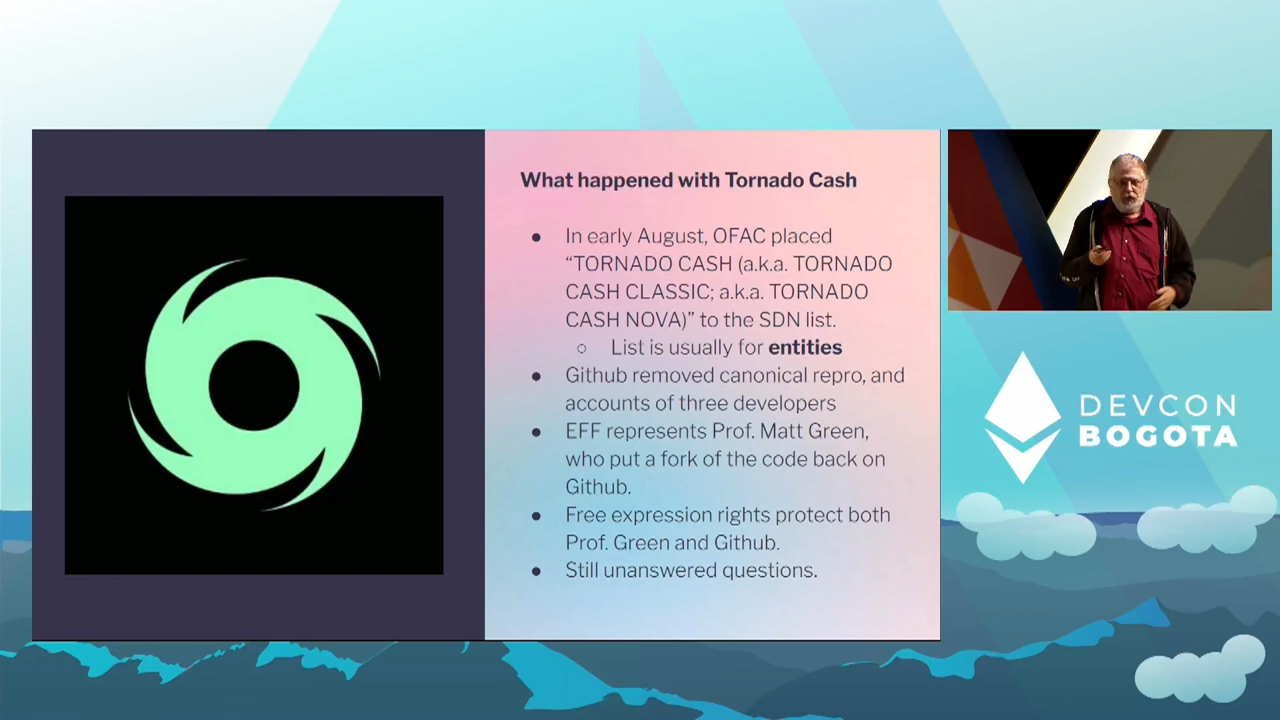 What happened with Tornado Cash
● In early August, OFAC placed
“TORNADO CASH (a.k.a. TORNADO
CASH CLASSIC; a.k.a. TORNADO
CASH NOVA)” to the SDN list.
○ List is usually for entities
● Github removed canonical repro, and
accounts of three developers
● EFF represents Prof. Matt Green,
who put a fork of the code back on
Github.
● Free expression rights protect both
Prof. Green and Github.
● Still unanswered questions.
DEVCON
BOGOTA